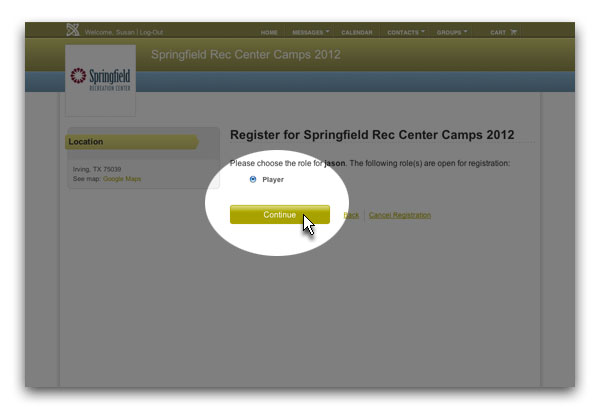 Welcome, Susan | Log-Out HOME MESSAGES CALENDAR CONTACTS GROUPS CART
Springfield Rec Center Camps 2012
Springfield
RECREATION CENTER
Location
Irving, TX 75039
See map: Google Maps
Register for Springfield Rec Center Camps 2012
Please choose the role for jason. The following role(s) are open for registration:
Player
Continue Back Cancel Registration